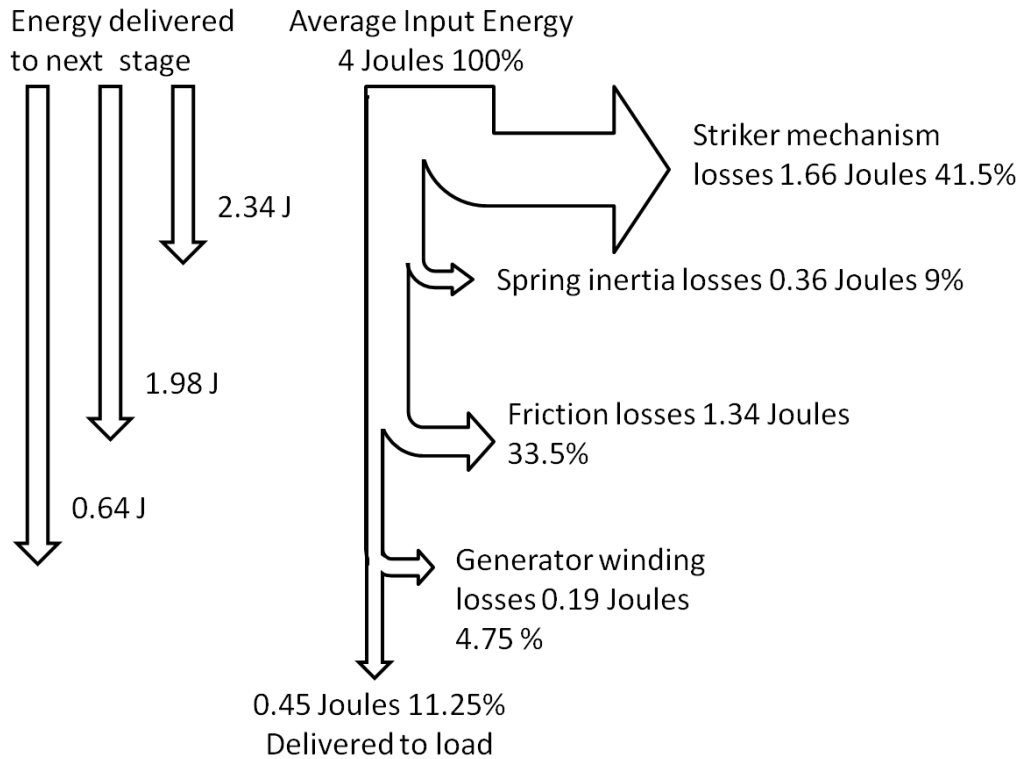 Energy delivered
to next stage
Average Input Energy
4 Joules 100%
Striker mechanism
losses 1.66 Joules 41.5%
2.34 J
Spring inertia losses 0.36 Joules 9%
1.98 J
Friction losses 1.34 Joules
33.5%
0.64 J
Generator winding
losses 0.19 Joules
4.75 %
0.45 Joules 11.25%
Delivered to load